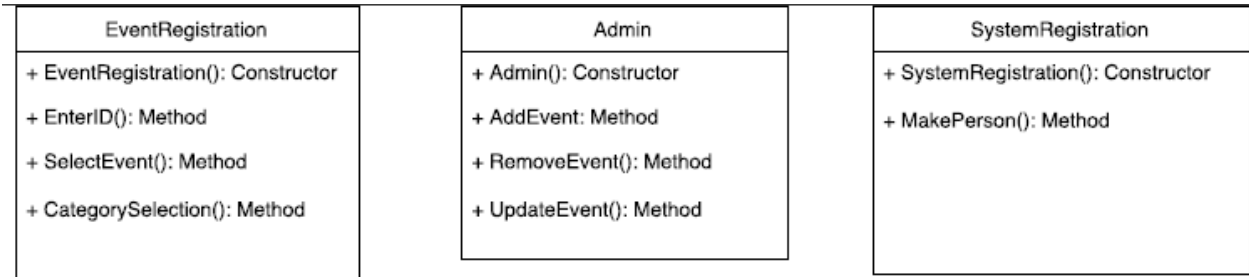 EventRegistration
+ EventRegistration(): Constructor
+ EnterID(): Method
+ SelectEvent(): Method
+ CategorySelection(): Method
Admin
+ Admin(): Constructor
+ AddEvent: Method
+ RemoveEvent(): Method
+ UpdateEvent(): Method
SystemRegistration
+ SystemRegistration(): Constructor
+ MakePerson(): Method